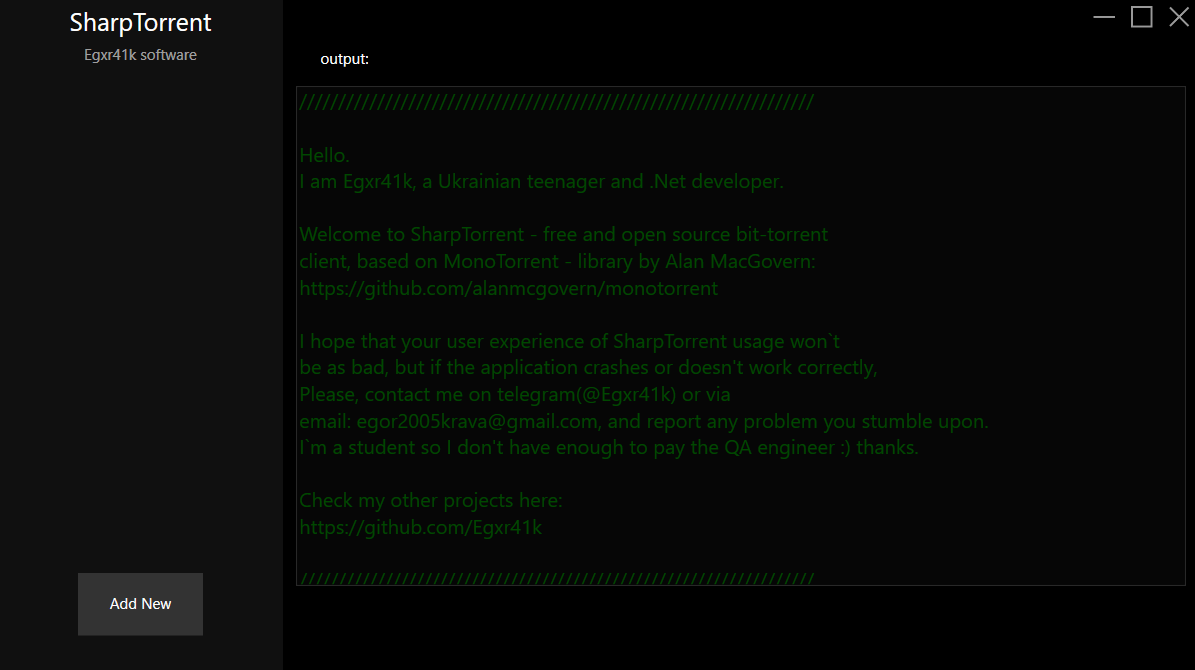 SharpTorrent
Egxr41k software
output:
//////////////////////////////////////////////////////////////////
Hello.
I am Egxr41k, a Ukrainian teenager and .Net developer.
Welcome to SharpTorrent - free and open source bit-torrent
client, based on MonoTorrent - library by Alan MacGovern:
https://github.com/alanmcgovern/monotorrent
I hope that your user experience of SharpTorrent usage won`t
be as bad, but if the application crashes or doesn't work correctly,
Please, contact me on telegram(@Egxr41k) or via
email: egor2005krava@gmail.com, and report any problem you stumble upon.
I`m a student so I don't have enough to pay the QA engineer :) thanks.
Check my other projects here:
https://github.com/Egxr41k
//////////////////////////////////////////////////////////////////
Add New